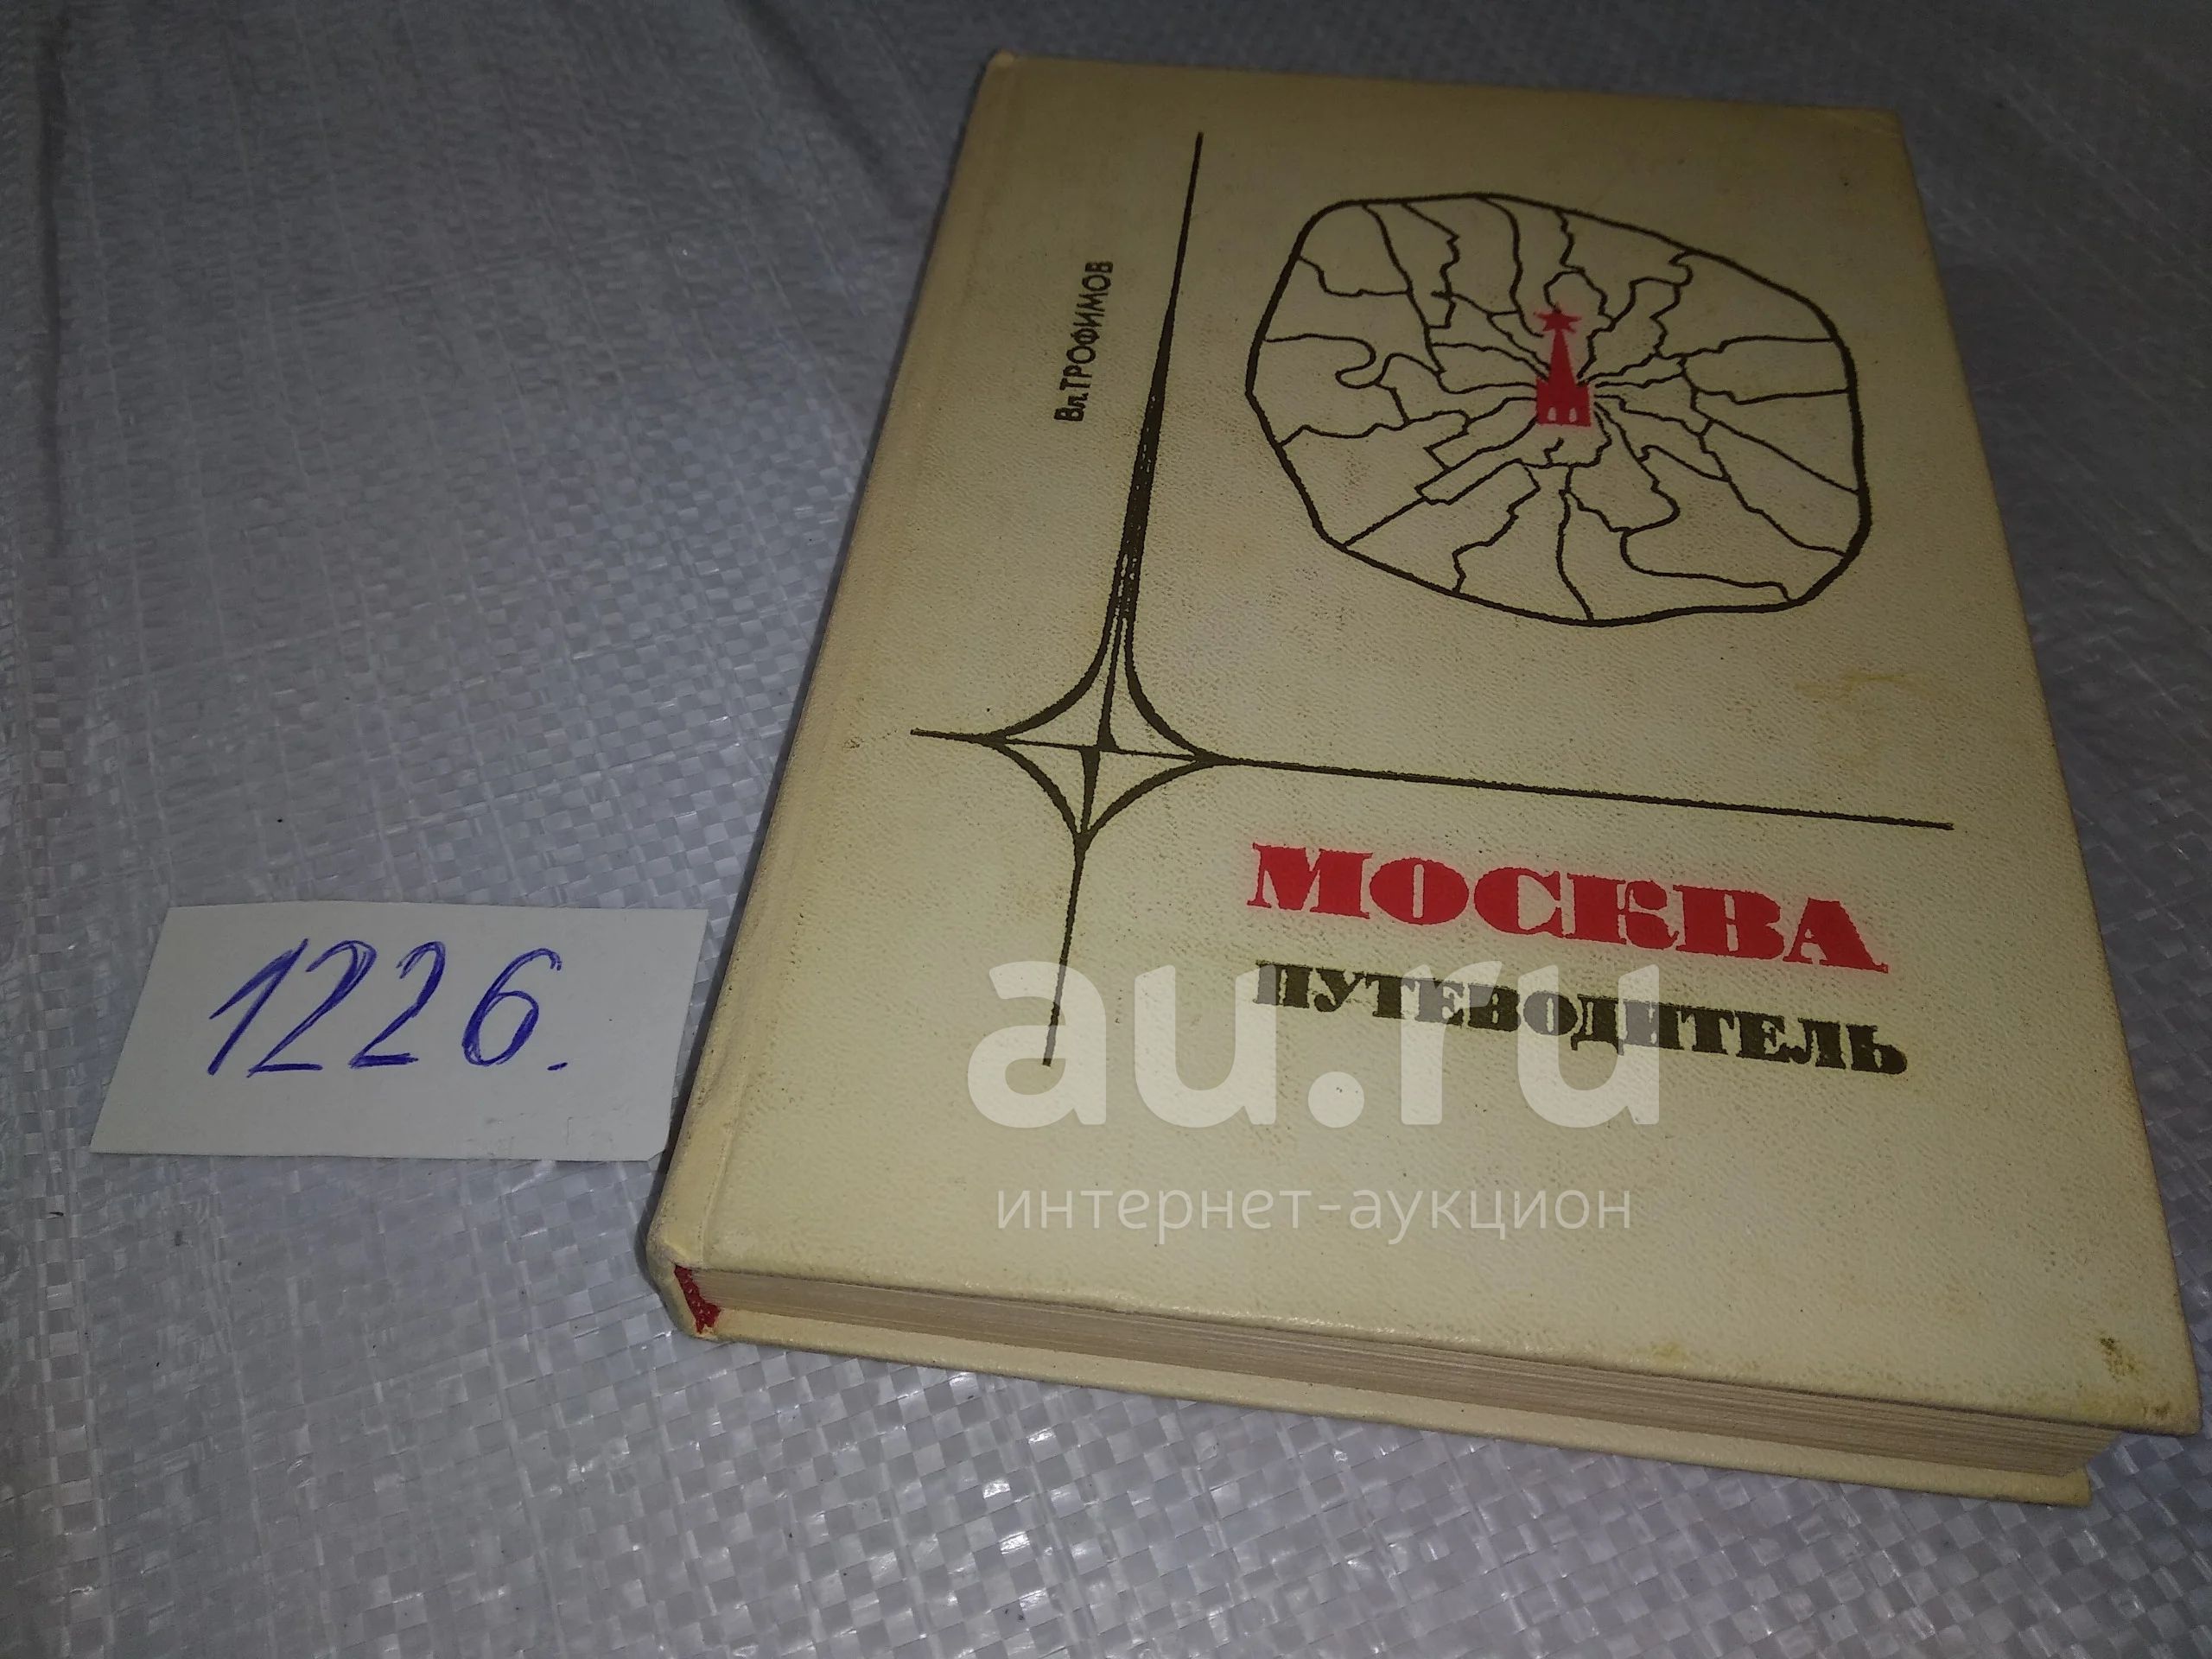 Вл.ТРОФИМОВ
МОСКВА
ПУТЕВОДИТЕЛЬ
1226.
au.ru
интернет-аукцион